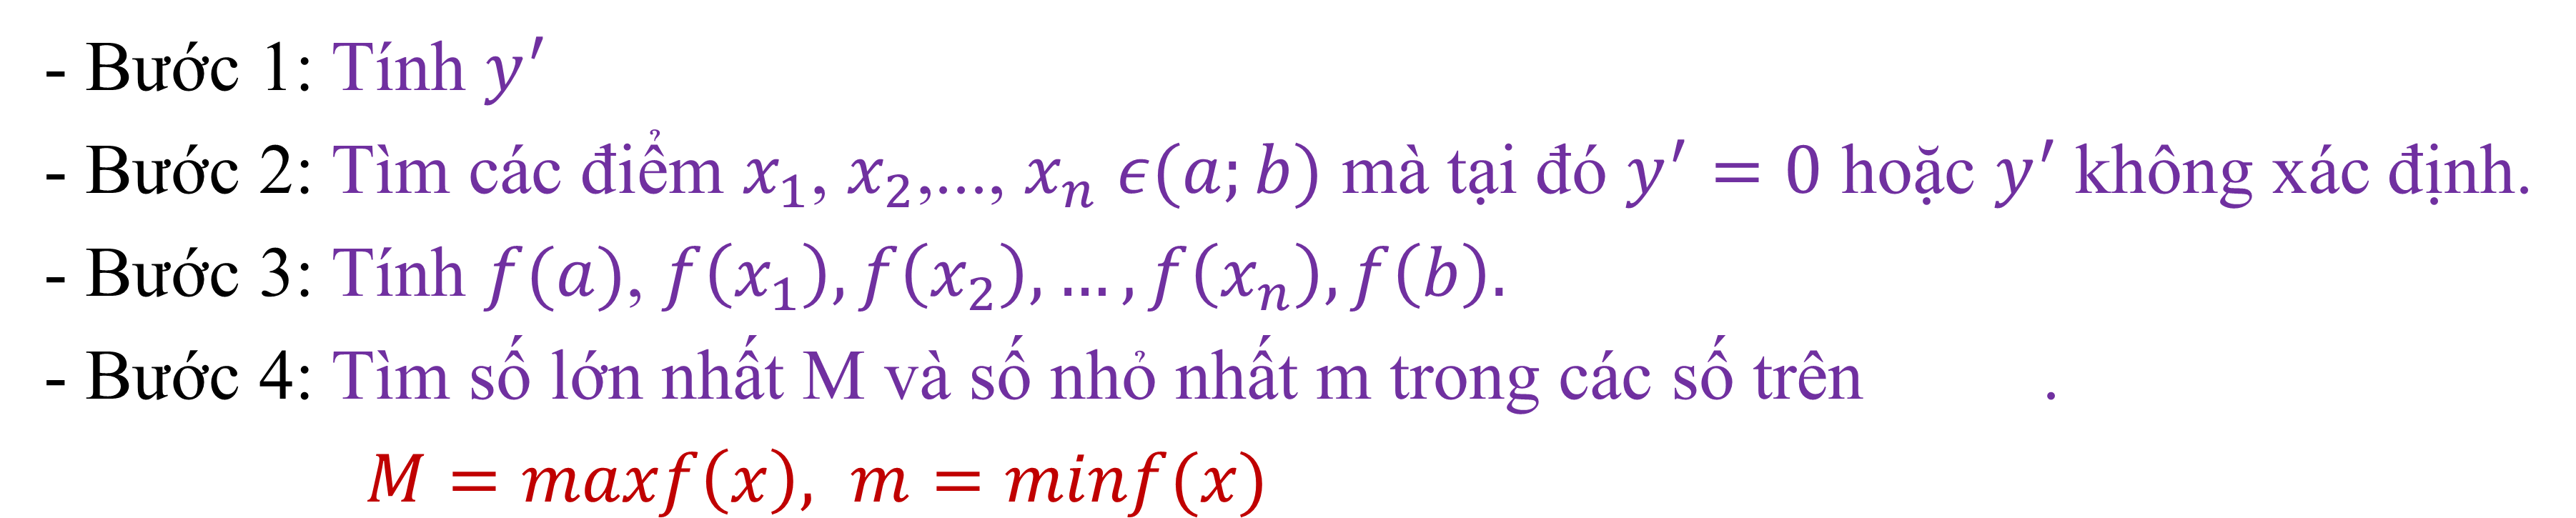 - Bước 1: Tính y′
- Bước 2: Tìm các điểm x₁, x₂,..., xₙ ϵ(a; b) mà tại đó y′ = 0 hoặc y′ không xác định.
- Bước 3: Tính f(a), f(x₁), f(x₂), … , f(xₙ), f(b).
- Bước 4: Tìm số lớn nhất M và số nhỏ nhất m trong các số trên .
M = maxf(x), m = minf(x)